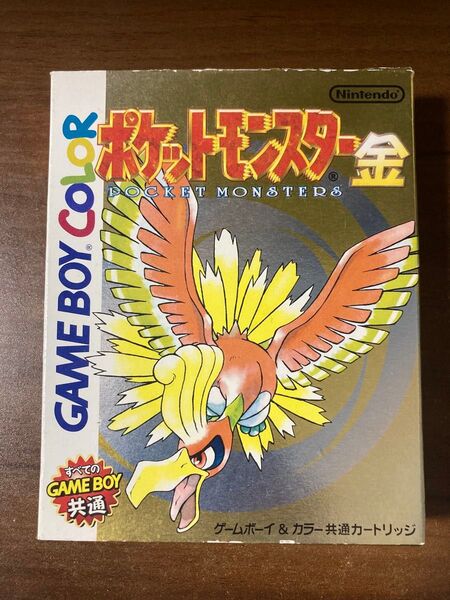 Nintendo
ポケットモンスター金
®
POCKET MONSTERS
GAME BOY COLOR
®
すべての
GAME BOY
共通
ゲームボーイ & カラー共通カートリッジ